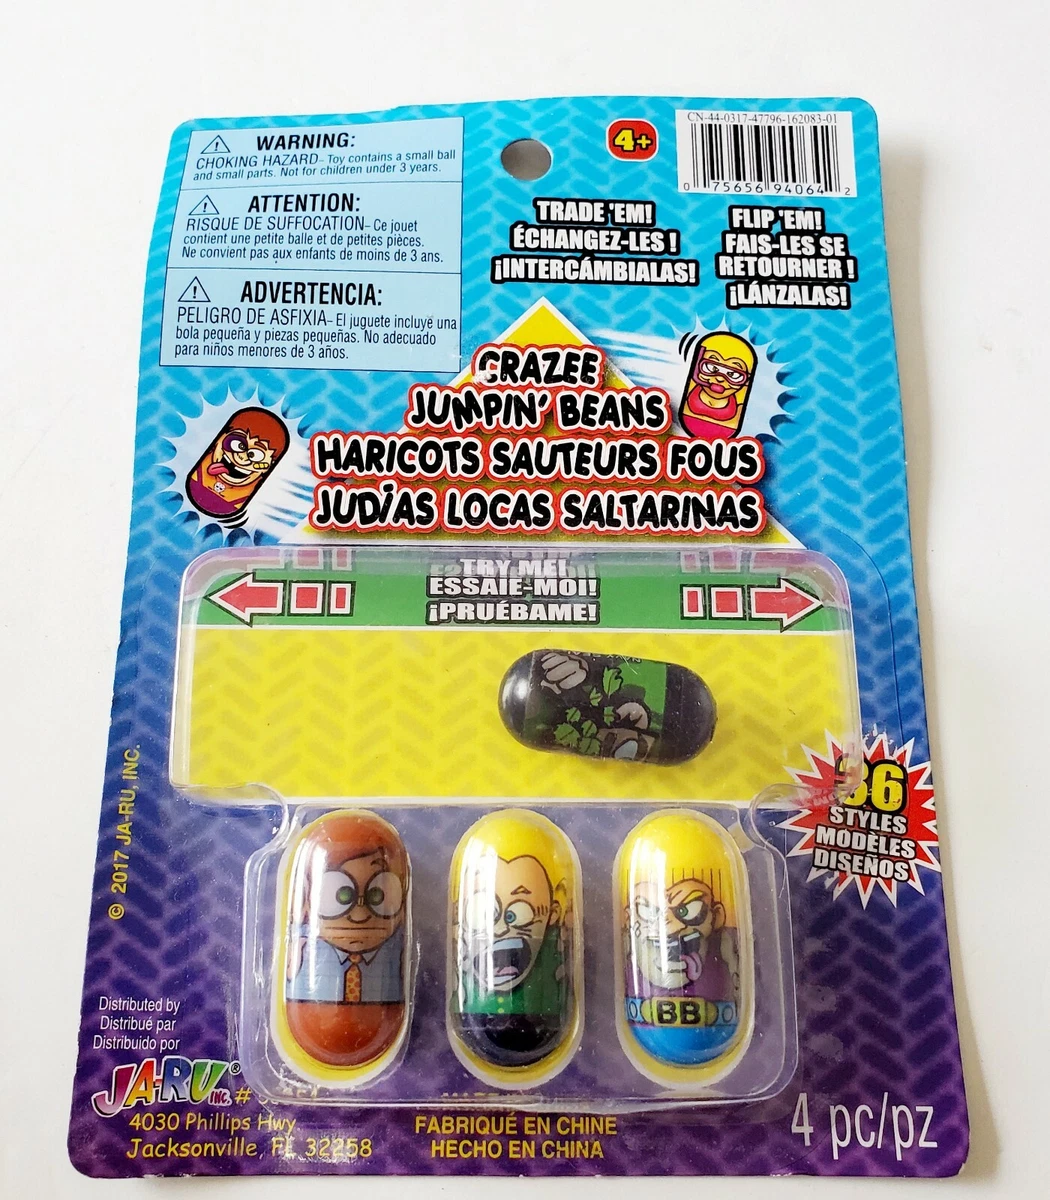 WARNING:
CHOKING HAZARD– Toy contains a small ball
and small parts. Not for children under 3 years.
ATTENTION:
RISQUE DE SUFFOCATION– Ce jouet
contient une petite balle et de petites pièces.
Ne convient pas aux enfants de moins de 3 ans.
ADVERTENCIA:
PELIGRO DE ASFIXIA– El juguete incluye una
bola pequeña y piezas pequeñas. No adecuado
para niños menores de 3 años.
4+
CN-44-0317-47796-162083-01
0 75656 94064 2
TRADE 'EM!
ÉCHANGEZ-LES !
¡INTERCÁMBIALAS!
FLIP 'EM!
FAIS-LES SE
RETOURNER !
¡LÁNZALAS!
CRAZEE
JUMPIN' BEANS
HARICOTS SAUTEURS FOUS
JUDÍAS LOCAS SALTARINAS
TRY ME!
ESSAIE-MOI!
¡PRUÉBAME!
36
STYLES
MODÈLES
DISEÑOS
© 2017 JA-RU, INC.
BB
Distributed by
Distribué par
Distribuido por
JA-RU INC.® #
4030 Phillips Hwy.
Jacksonville, FL 32258
FABRIQUÉ EN CHINE
HECHO EN CHINA
4 pc/pz